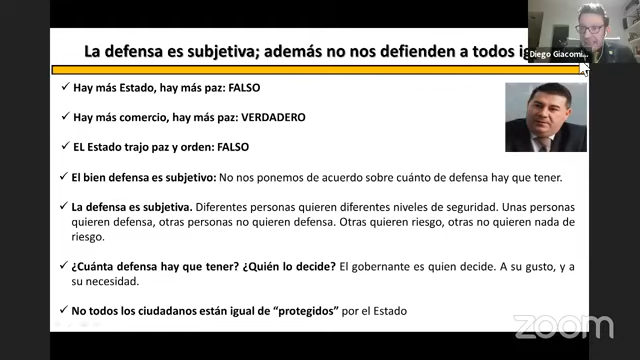 La defensa es subjetiva; además no nos defienden a todos
Diego Giacomi...
Hay más Estado, hay más paz: FALSO
Hay más comercio, hay más paz: VERDADERO
EL Estado trajo paz y orden: FALSO
El bien defensa es subjetivo: No nos ponemos de acuerdo sobre cuánto de defensa hay que tener.
La defensa es subjetiva. Diferentes personas quieren diferentes niveles de seguridad. Unas personas
quieren defensa, otras personas no quieren defensa. Otras quieren riesgo, otras no quieren nada de
riesgo.
¿Cuánta defensa hay que tener? ¿Quién lo decide? El gobernante es quien decide. A su gusto, y a
su necesidad.
No todos los ciudadanos están igual de “protegidos” por el Estado
zoom